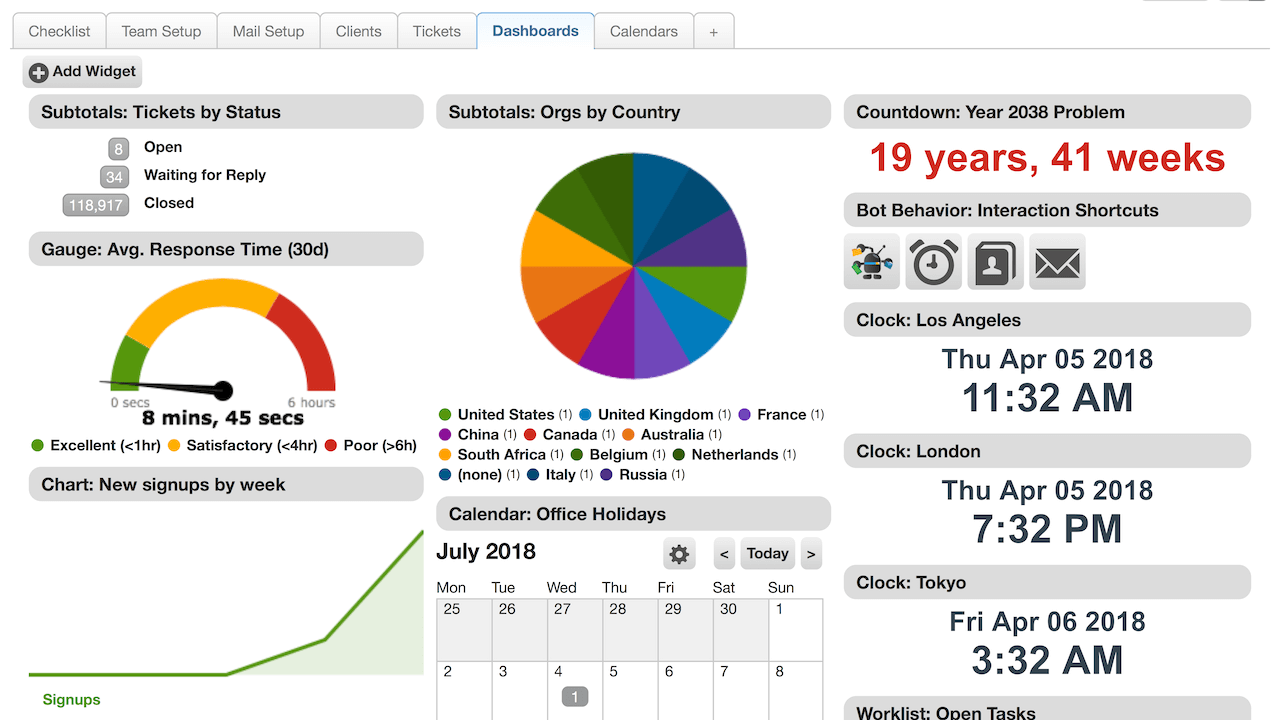 Checklist Team Setup Mail Setup Clients Tickets Dashboards Calendars +
Add Widget
Subtotals: Tickets by Status
8 Open
34 Waiting for Reply
118,917 Closed
Gauge: Avg. Response Time (30d)
0 secs 6 hours
8 mins, 45 secs
Excellent (<1hr) Satisfactory (<4hr) Poor (>6h)
Chart: New signups by week
Signups
Subtotals: Orgs by Country
United States (1) United Kingdom (1) France (1)
China (1) Canada (1) Australia (1)
South Africa (1) Belgium (1) Netherlands (1)
(none) (1) Italy (1) Russia (1)
Calendar: Office Holidays
July 2018 < Today >
Mon Tue Wed Thu Fri Sat Sun
25 26 27 28 29 30 1
2 3 4 5 6 7 8
1
Countdown: Year 2038 Problem
19 years, 41 weeks
Bot Behavior: Interaction Shortcuts
Clock: Los Angeles
Thu Apr 05 2018
11:32 AM
Clock: London
Thu Apr 05 2018
7:32 PM
Clock: Tokyo
Fri Apr 06 2018
3:32 AM
Worklist: Open Tasks